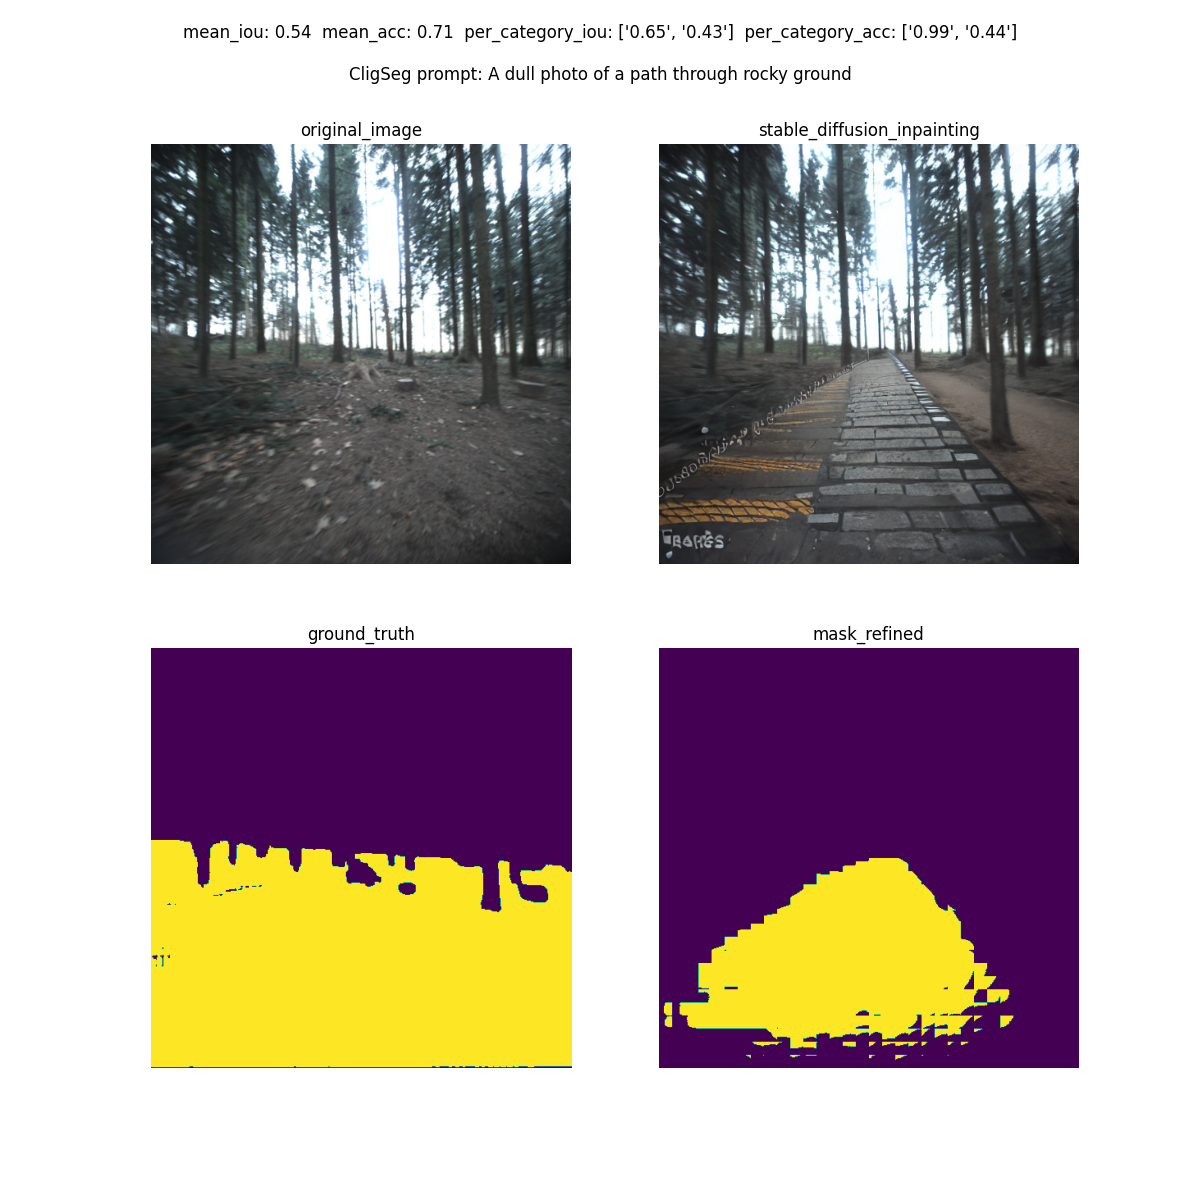 mean_iou: 0.54  mean_acc: 0.71  per_category_iou: ['0.65', '0.43']  per_category_acc: ['0.99', '0.44']
CligSeg prompt: A dull photo of a path through rocky ground
original_image
stable_diffusion_inpainting
ground_truth
mask_refined